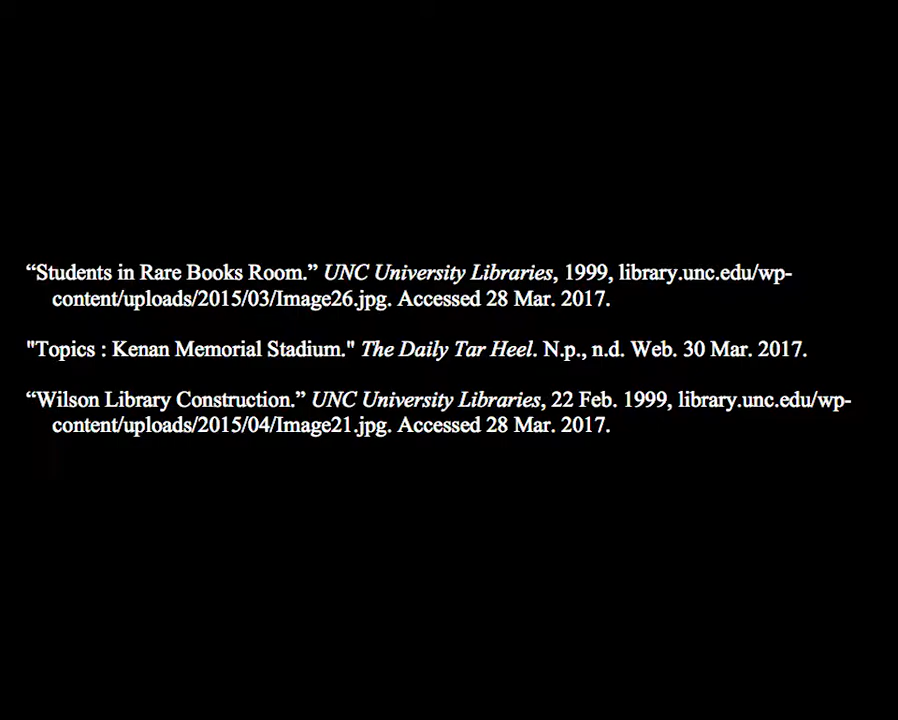 “Students in Rare Books Room.” UNC University Libraries, 1999, library.unc.edu/wp-
content/uploads/2015/03/Image26.jpg. Accessed 28 Mar. 2017.
"Topics : Kenan Memorial Stadium." The Daily Tar Heel. N.p., n.d. Web. 30 Mar. 2017.
“Wilson Library Construction.” UNC University Libraries, 22 Feb. 1999, library.unc.edu/wp-
content/uploads/2015/04/Image21.jpg. Accessed 28 Mar. 2017.